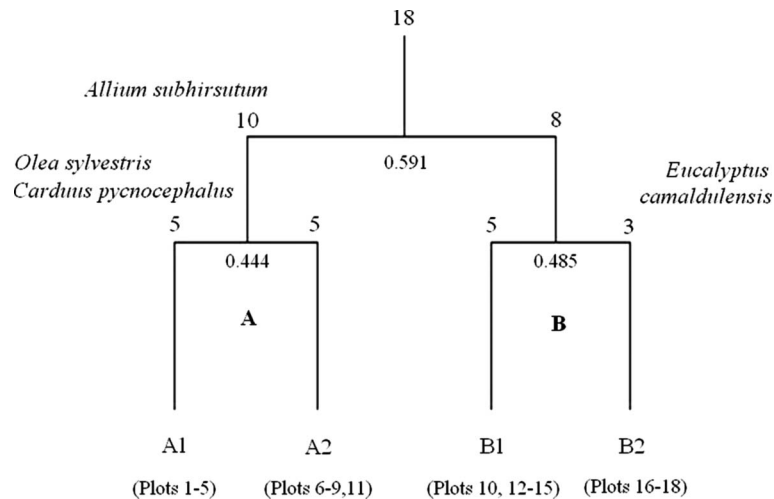 18
Allium subhirsutum
10
8
0.591
Olea sylvestris
Carduus pycnocephalus
Eucalyptus
camaldulensis
5
5
5
3
0.444
0.485
A
B
A1
A2
B1
B2
(Plots 1-5)
(Plots 6-9,11)
(Plots 10, 12-15)
(Plots 16-18)